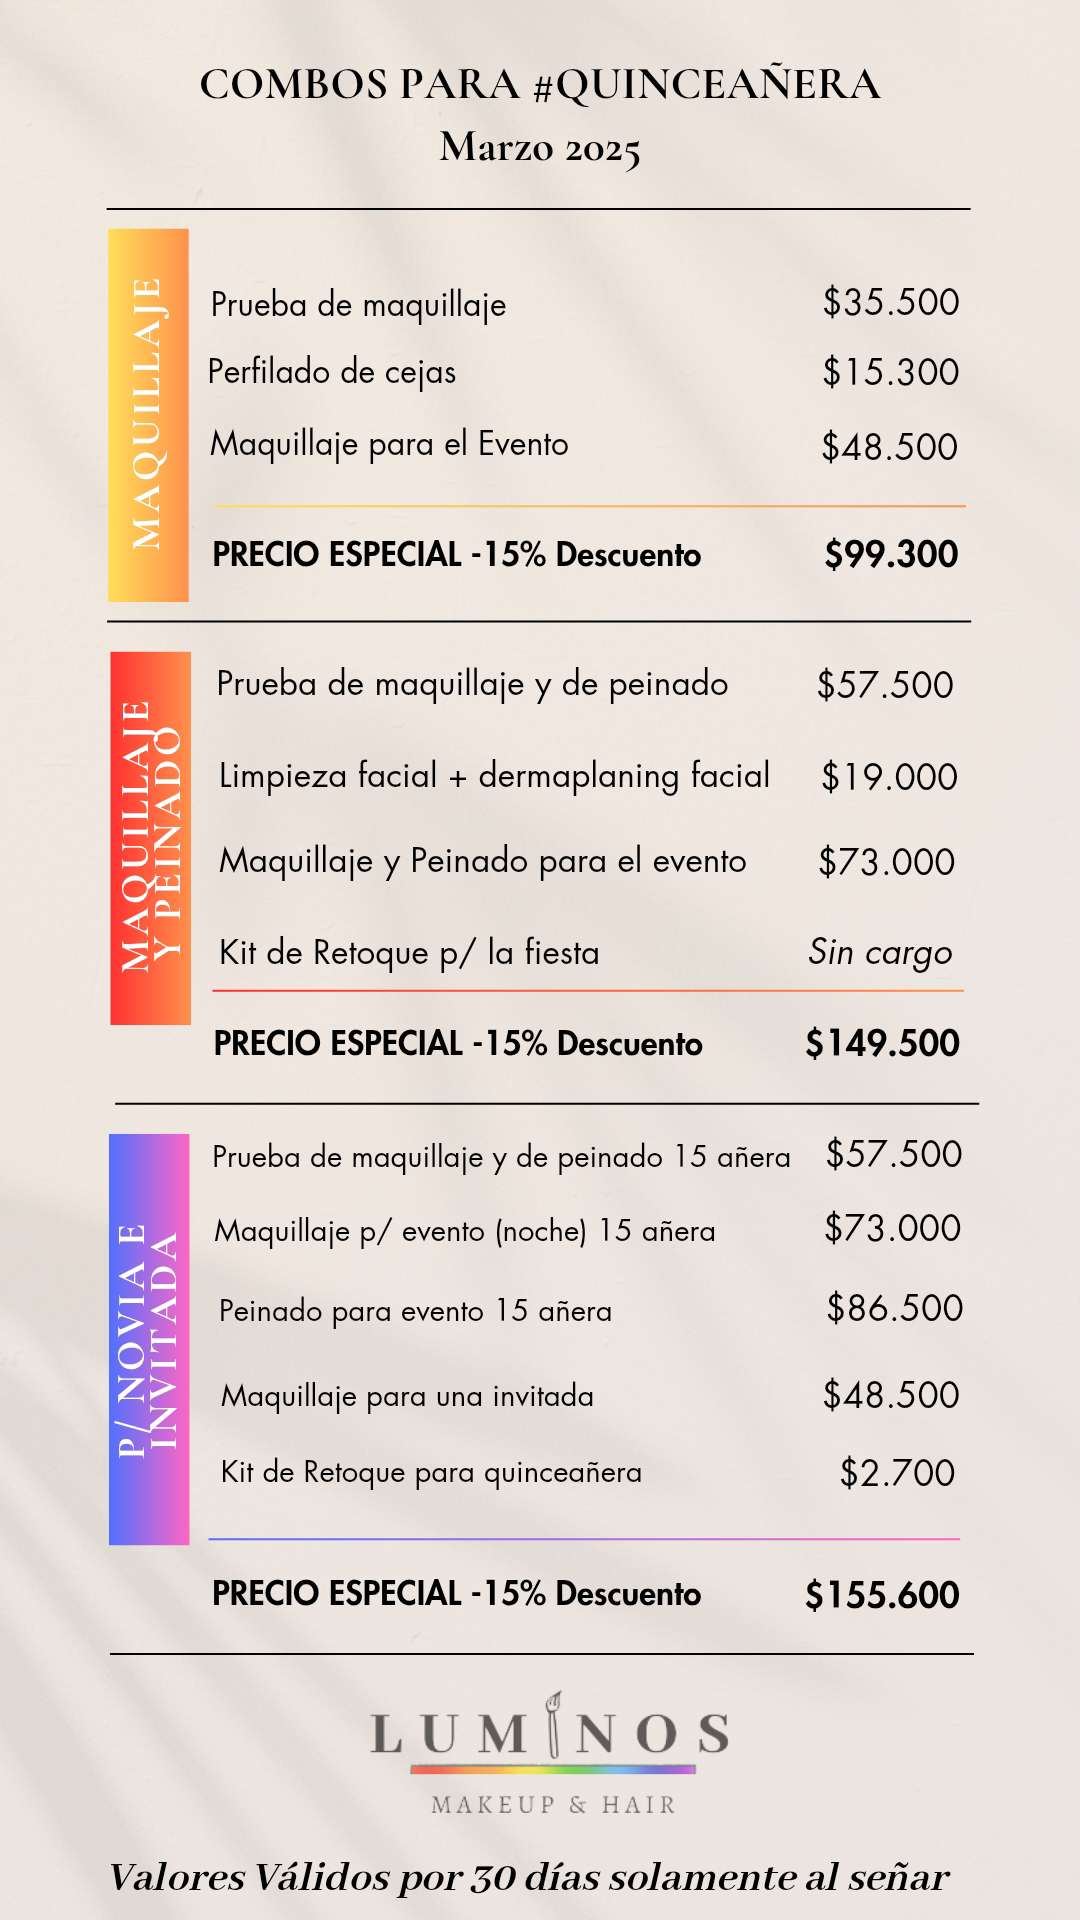 COMBOS PARA #QUINCEAÑERA
Marzo 2025
MAQUILLAJE
Prueba de maquillaje $35.500
Perfilado de cejas $15.300
Maquillaje para el Evento $48.500
PRECIO ESPECIAL -15% Descuento $99.300
MAQUILLAJE
Y PEINADO
Prueba de maquillaje y de peinado $57.500
Limpieza facial + dermaplaning facial $19.000
Maquillaje y Peinado para el evento $73.000
Kit de Retoque p/ la fiesta Sin cargo
PRECIO ESPECIAL -15% Descuento $149.500
P/ NOVIA E
INVITADA
Prueba de maquillaje y de peinado 15 añera $57.500
Maquillaje p/ evento (noche) 15 añera $73.000
Peinado para evento 15 añera $86.500
Maquillaje para una invitada $48.500
Kit de Retoque para quinceañera $2.700
PRECIO ESPECIAL -15% Descuento $155.600
LUMINOS
MAKEUP & HAIR
Valores Válidos por 30 días solamente al señar